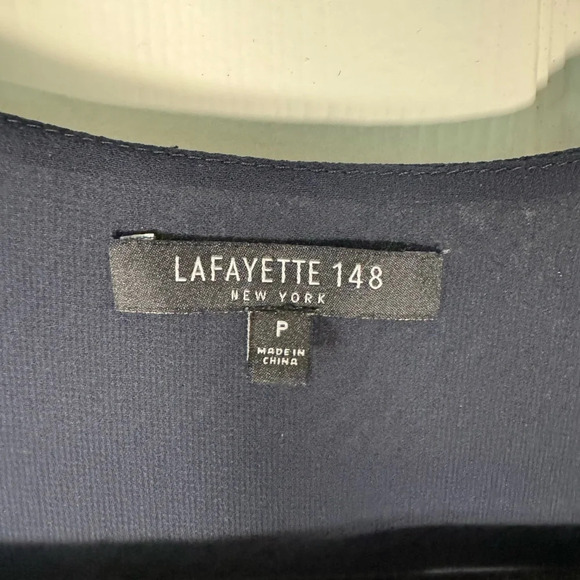 LAFAYETTE 148
NEW YORK
P
MADE IN
CHINA